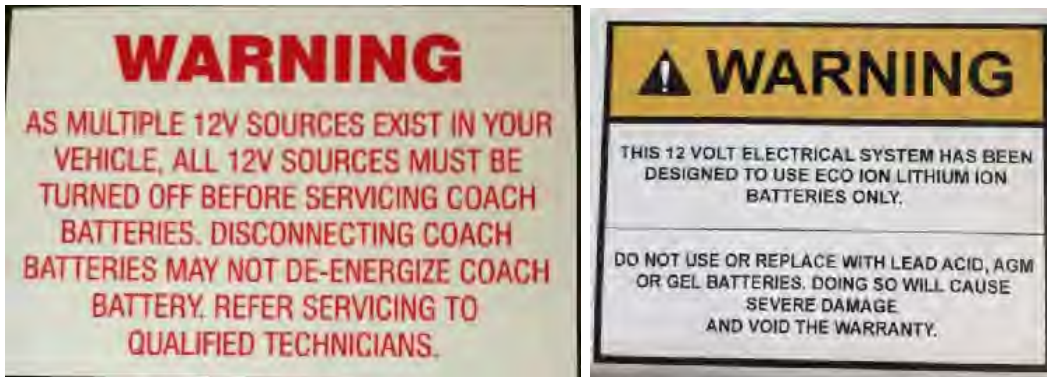 WARNING
AS MULTIPLE 12V SOURCES EXIST IN YOUR
VEHICLE, ALL 12V SOURCES MUST BE
TURNED OFF BEFORE SERVICING COACH
BATTERIES. DISCONNECTING COACH
BATTERIES MAY NOT DE-ENERGIZE COACH
BATTERY. REFER SERVICING TO
QUALIFIED TECHNICIANS.
WARNING
THIS 12 VOLT ELECTRICAL SYSTEM HAS BEEN
DESIGNED TO USE ECO ION LITHIUM ION
BATTERIES ONLY.
DO NOT USE OR REPLACE WITH LEAD ACID, AGM
OR GEL BATTERIES. DOING SO WILL CAUSE
SEVERE DAMAGE
AND VOID THE WARRANTY.